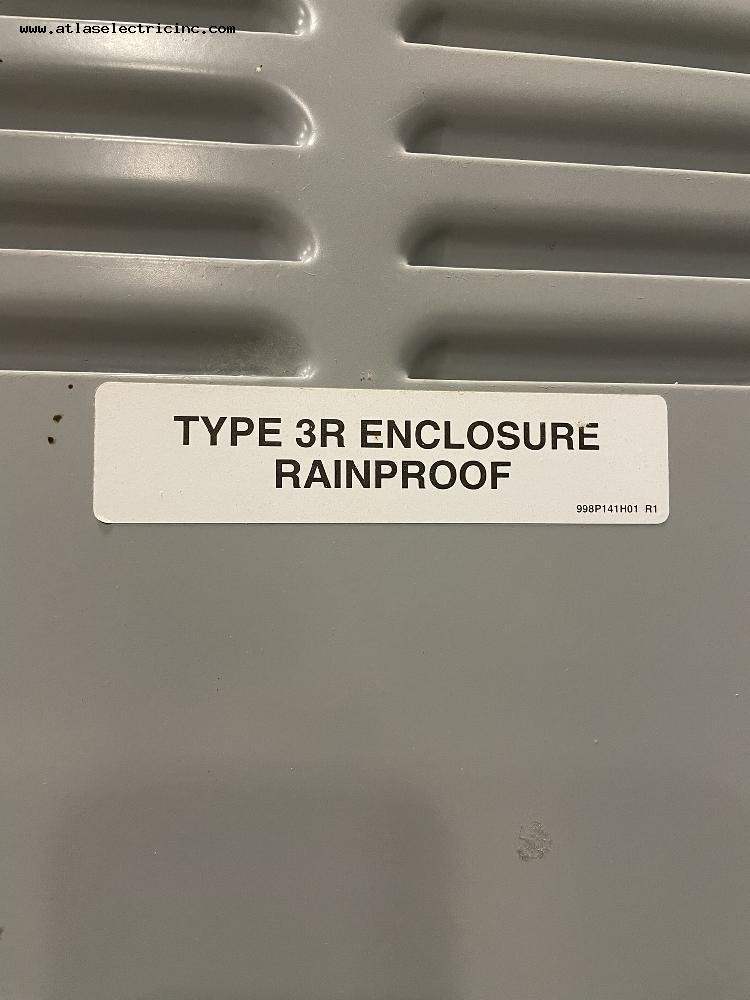 www.atlaselectricinc.com
TYPE 3R ENCLOSURE
RAINPROOF
998P141H01 R1